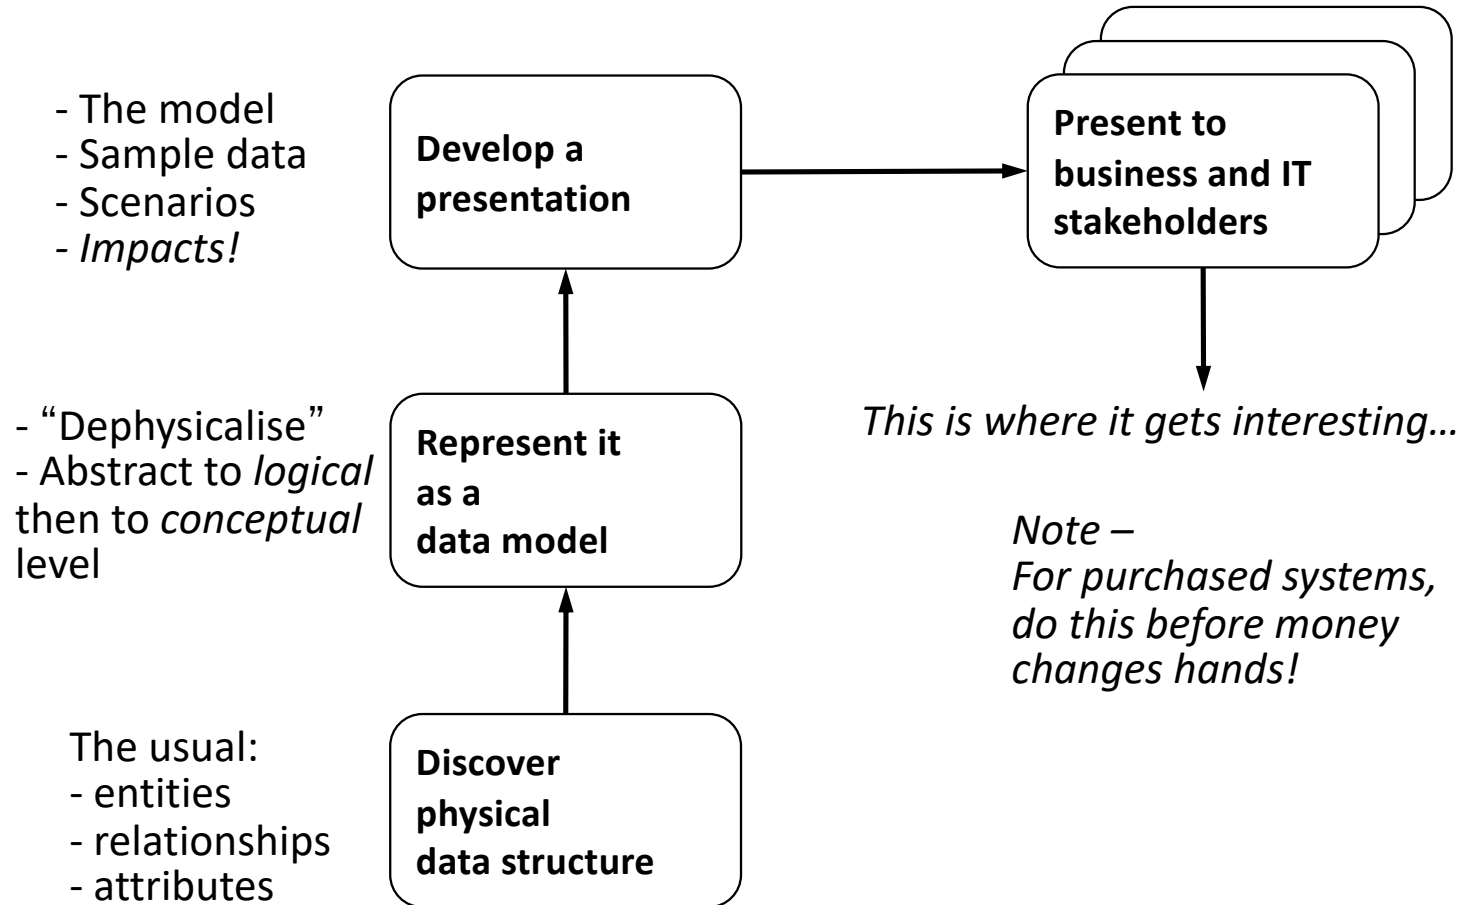 - The model
- Sample data
- Scenarios
- Impacts!
Develop a
presentation
Present to
business and IT
stakeholders
- “Dephysicalise”
- Abstract to logical
then to conceptual
level
Represent it
as a
data model
This is where it gets interesting…
Note –
For purchased systems,
do this before money
changes hands!
The usual:
- entities
- relationships
- attributes
Discover
physical
data structure